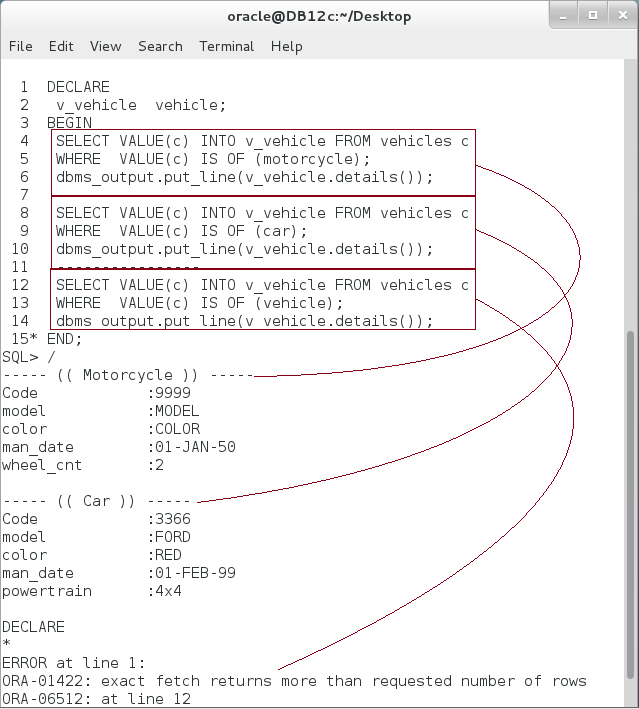 oracle@DB12c:~/Desktop
File Edit View Search Terminal Help
1 DECLARE
2 v_vehicle vehicle;
3 BEGIN
4 SELECT VALUE(c) INTO v_vehicle FROM vehicles c
5 WHERE VALUE(c) IS OF (motorcycle);
6 dbms_output.put_line(v_vehicle.details());
7
8 SELECT VALUE(c) INTO v_vehicle FROM vehicles c
9 WHERE VALUE(c) IS OF (car);
10 dbms_output.put_line(v_vehicle.details());
11 ----------------
12 SELECT VALUE(c) INTO v_vehicle FROM vehicles c
13 WHERE VALUE(c) IS OF (vehicle);
14 dbms_output.put_line(v_vehicle.details());
15* END;
SQL> /
----- (( Motorcycle )) -----
Code :9999
model :MODEL
color :COLOR
man_date :01-JAN-50
wheel_cnt :2
----- (( Car )) -----
Code :3366
model :FORD
color :RED
man_date :01-FEB-99
powertrain :4x4
DECLARE
*
ERROR at line 1:
ORA-01422: exact fetch returns more than requested number of rows
ORA-06512: at line 12